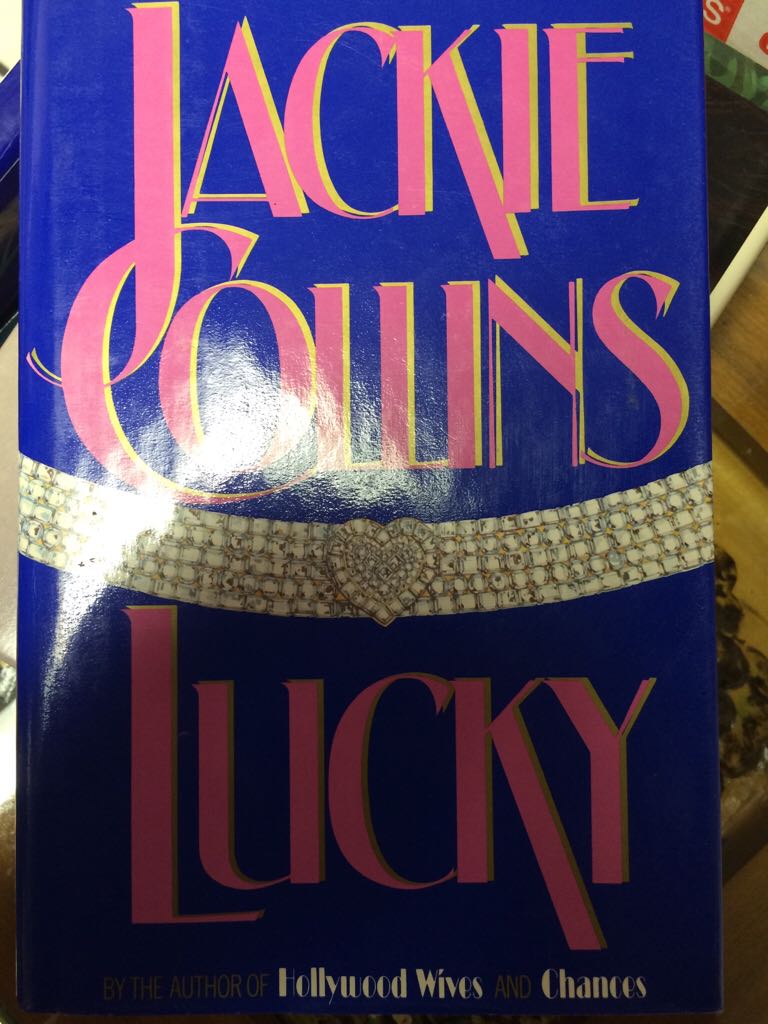 JACKIE
COLLINS
LUCKY
BY THE AUTHOR OF Hollywood Wives AND Chances